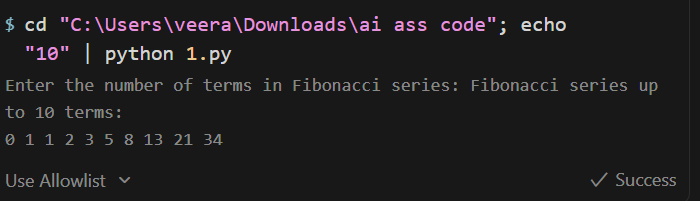 $ cd "C:\Users\veera\Downloads\ai ass code"; echo
"10" | python 1.py
Enter the number of terms in Fibonacci series: Fibonacci series up
to 10 terms:
0 1 1 2 3 5 8 13 21 34
Use Allowlist
Success